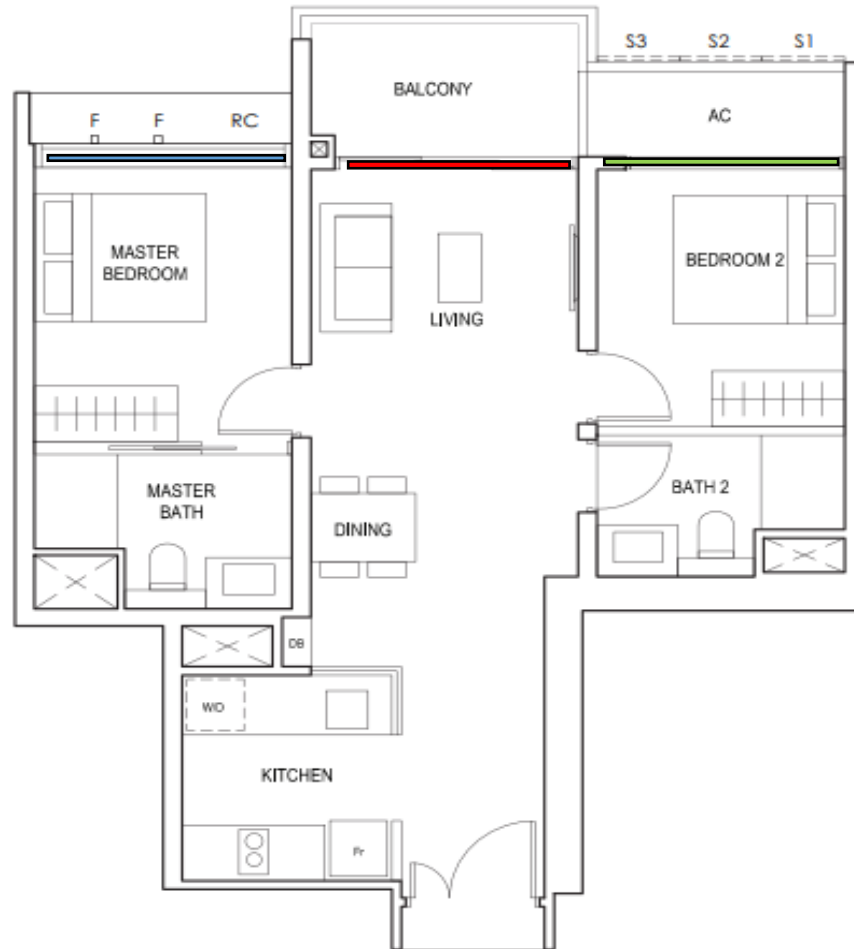 S3 S2 S1
BALCONY
AC
F F RC
MASTER
BEDROOM
BEDROOM 2
LIVING
MASTER
BATH
BATH 2
DINING
DB
WD
KITCHEN
Fr